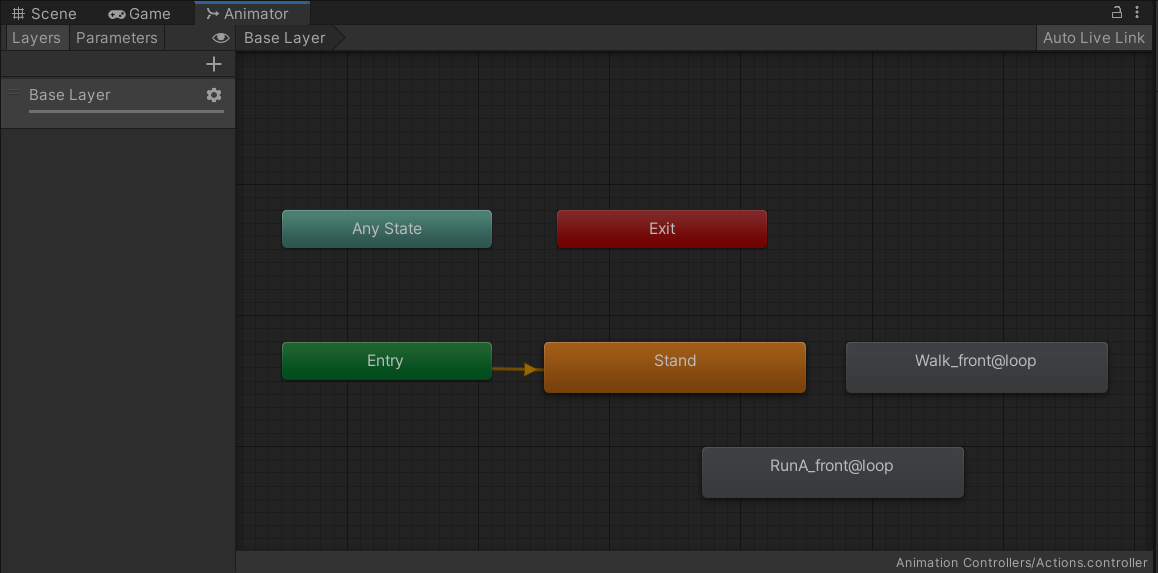 Scene Game Animator
Layers Parameters Base Layer Auto Live Link
Base Layer
Any State Exit
Entry Stand Walk_front@loop
RunA_front@loop
Animation Controllers/Actions.controller